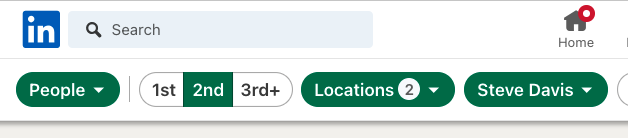 in Search
Home
People 1st 2nd 3rd+ Locations 2 Steve Davis